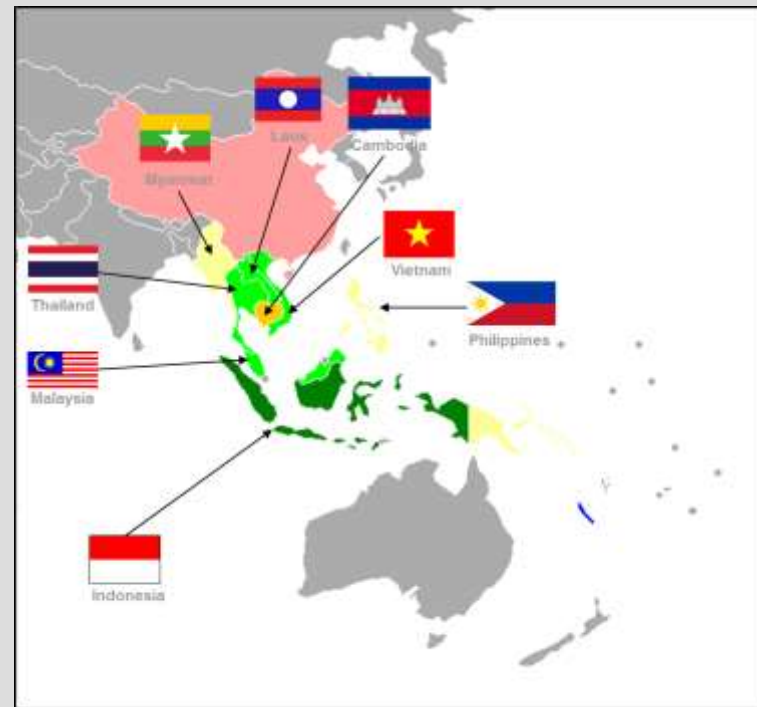 Laos
Cambodia
Myanmar
Vietnam
Thailand
Philippines
Malaysia
Indonesia